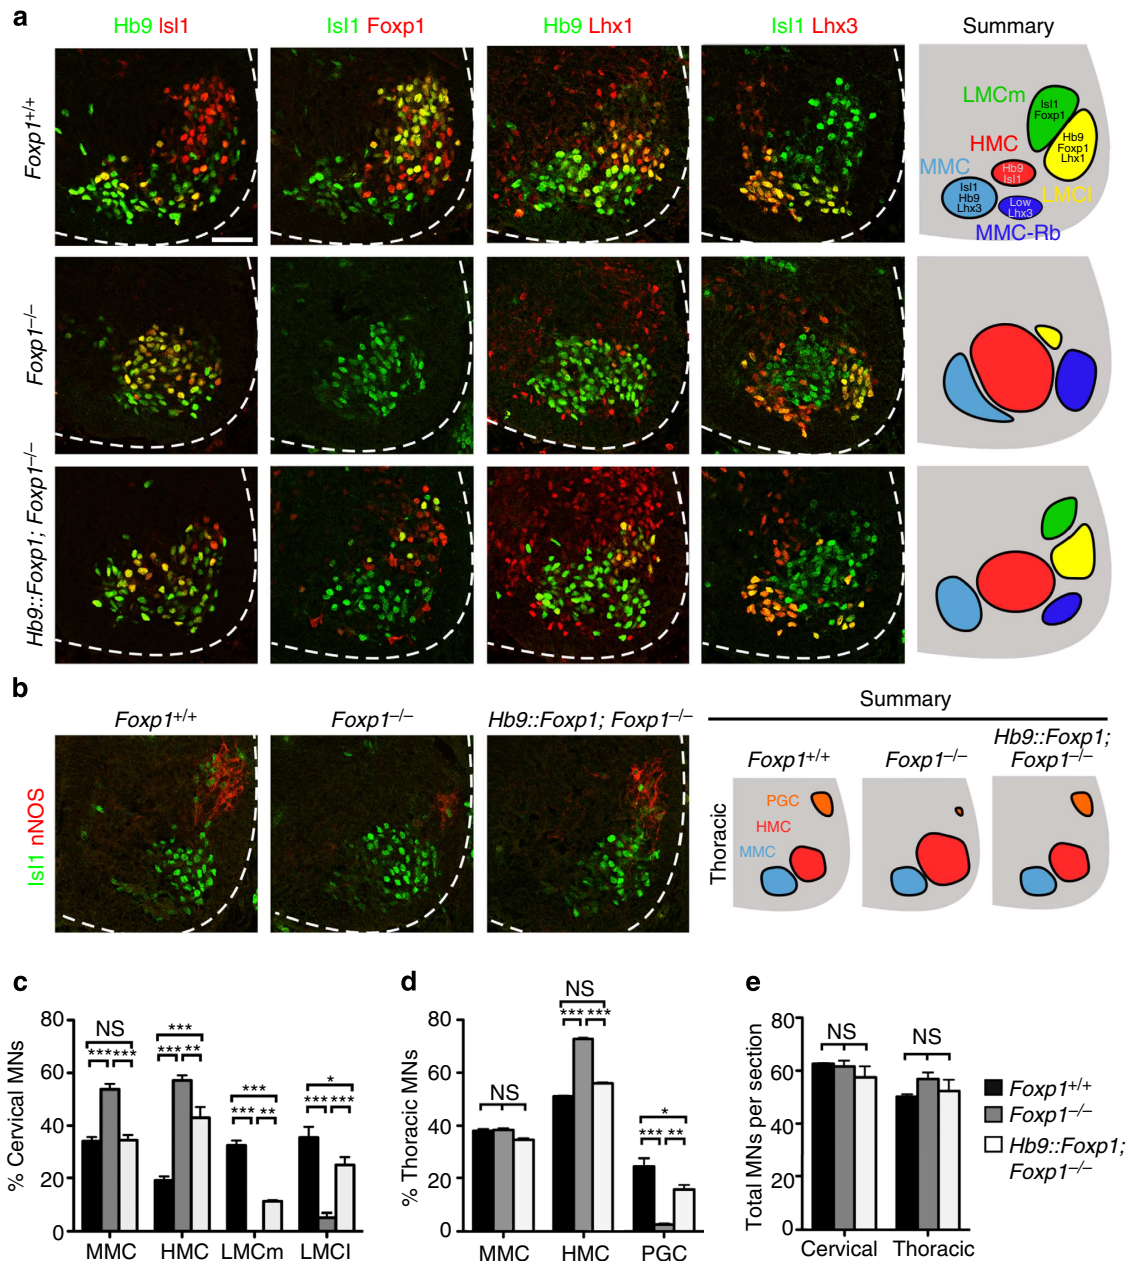 a
Hb9 Isl1
Isl1 Foxp1
Hb9 Lhx1
Isl1 Lhx3
Summary
Foxp1+/+
LMCm
Isl1
Foxp1
Hb9
Foxp1
Lhx1
HMC
Hb9
Isl1
MMC
LMCl
Isl1
Hb9
Lhx3
Low
Lhx3
MMC-Rb
Foxp1–/–
Hb9::Foxp1; Foxp1–/–
b
Summary
Foxp1+/+
Foxp1–/–
Hb9::Foxp1; Foxp1–/–
Foxp1+/+
Foxp1–/–
Hb9::Foxp1;
Foxp1–/–
Isl1 nNOS
Thoracic
PGC
HMC
MMC
c
% Cervical MNs
80
60
40
20
0
NS
*** ***
***
*** **
***
*** **
*
*** ***
MMC HMC LMCm LMCl
d
% Thoracic MNs
80
60
40
20
0
NS
NS
*** ***
*
*** **
MMC HMC PGC
e
Total MNs per section
80
60
40
20
0
NS
NS
Cervical Thoracic
Foxp1+/+
Foxp1–/–
Hb9::Foxp1;
Foxp1–/–